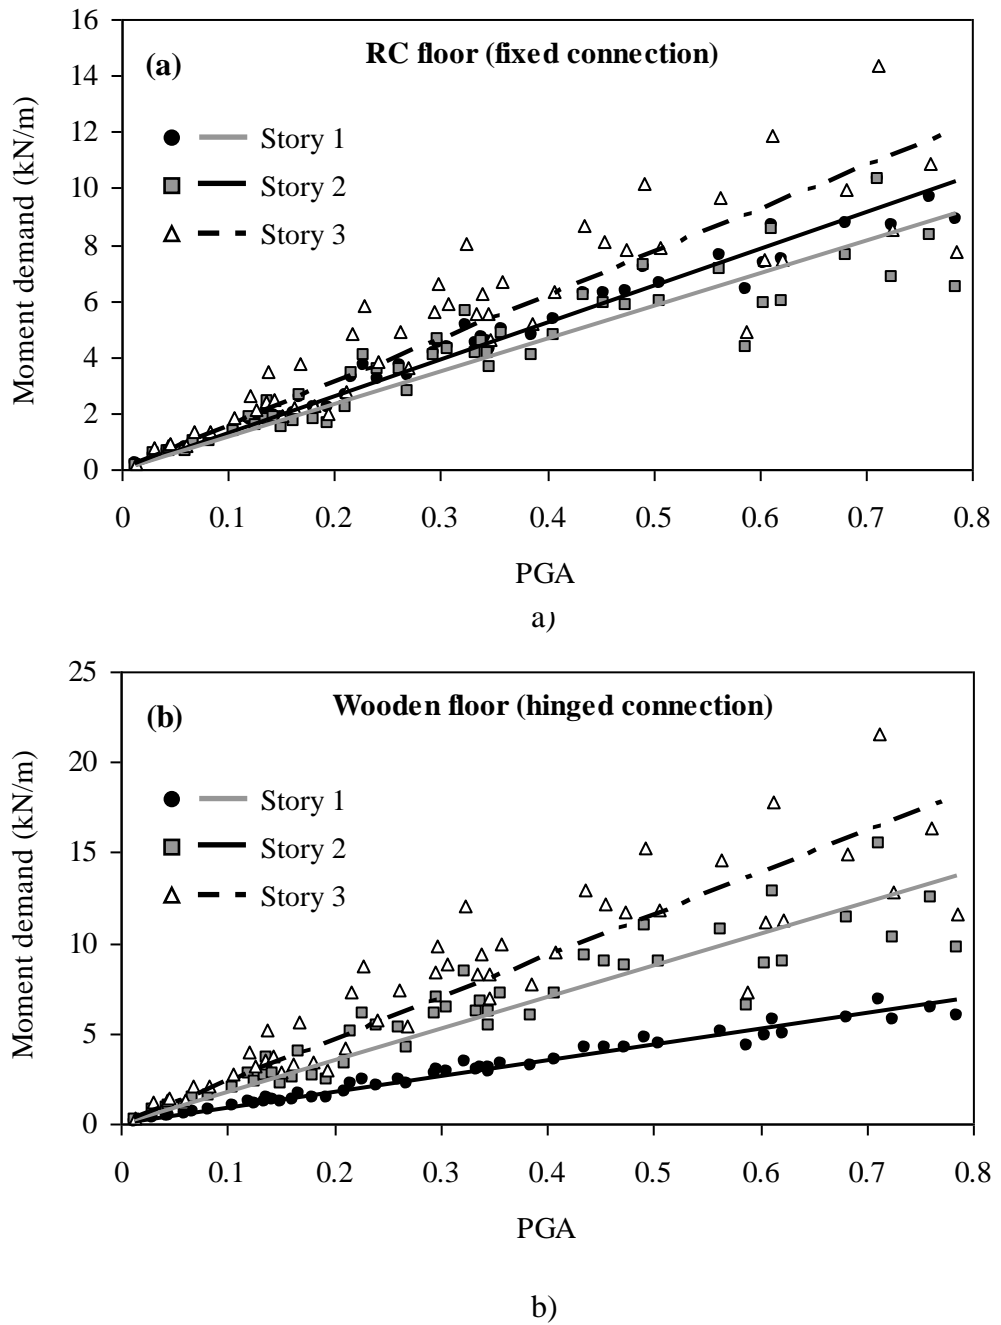 16
14
12
10
8
6
4
2
0
(a)
RC floor (fixed connection)
Story 1
Story 2
Story 3
Moment demand (kN/m)
0 0.1 0.2 0.3 0.4 0.5 0.6 0.7 0.8
PGA
a)
25
20
15
10
5
0
(b)
Wooden floor (hinged connection)
Story 1
Story 2
Story 3
Moment demand (kN/m)
0 0.1 0.2 0.3 0.4 0.5 0.6 0.7 0.8
PGA
b)